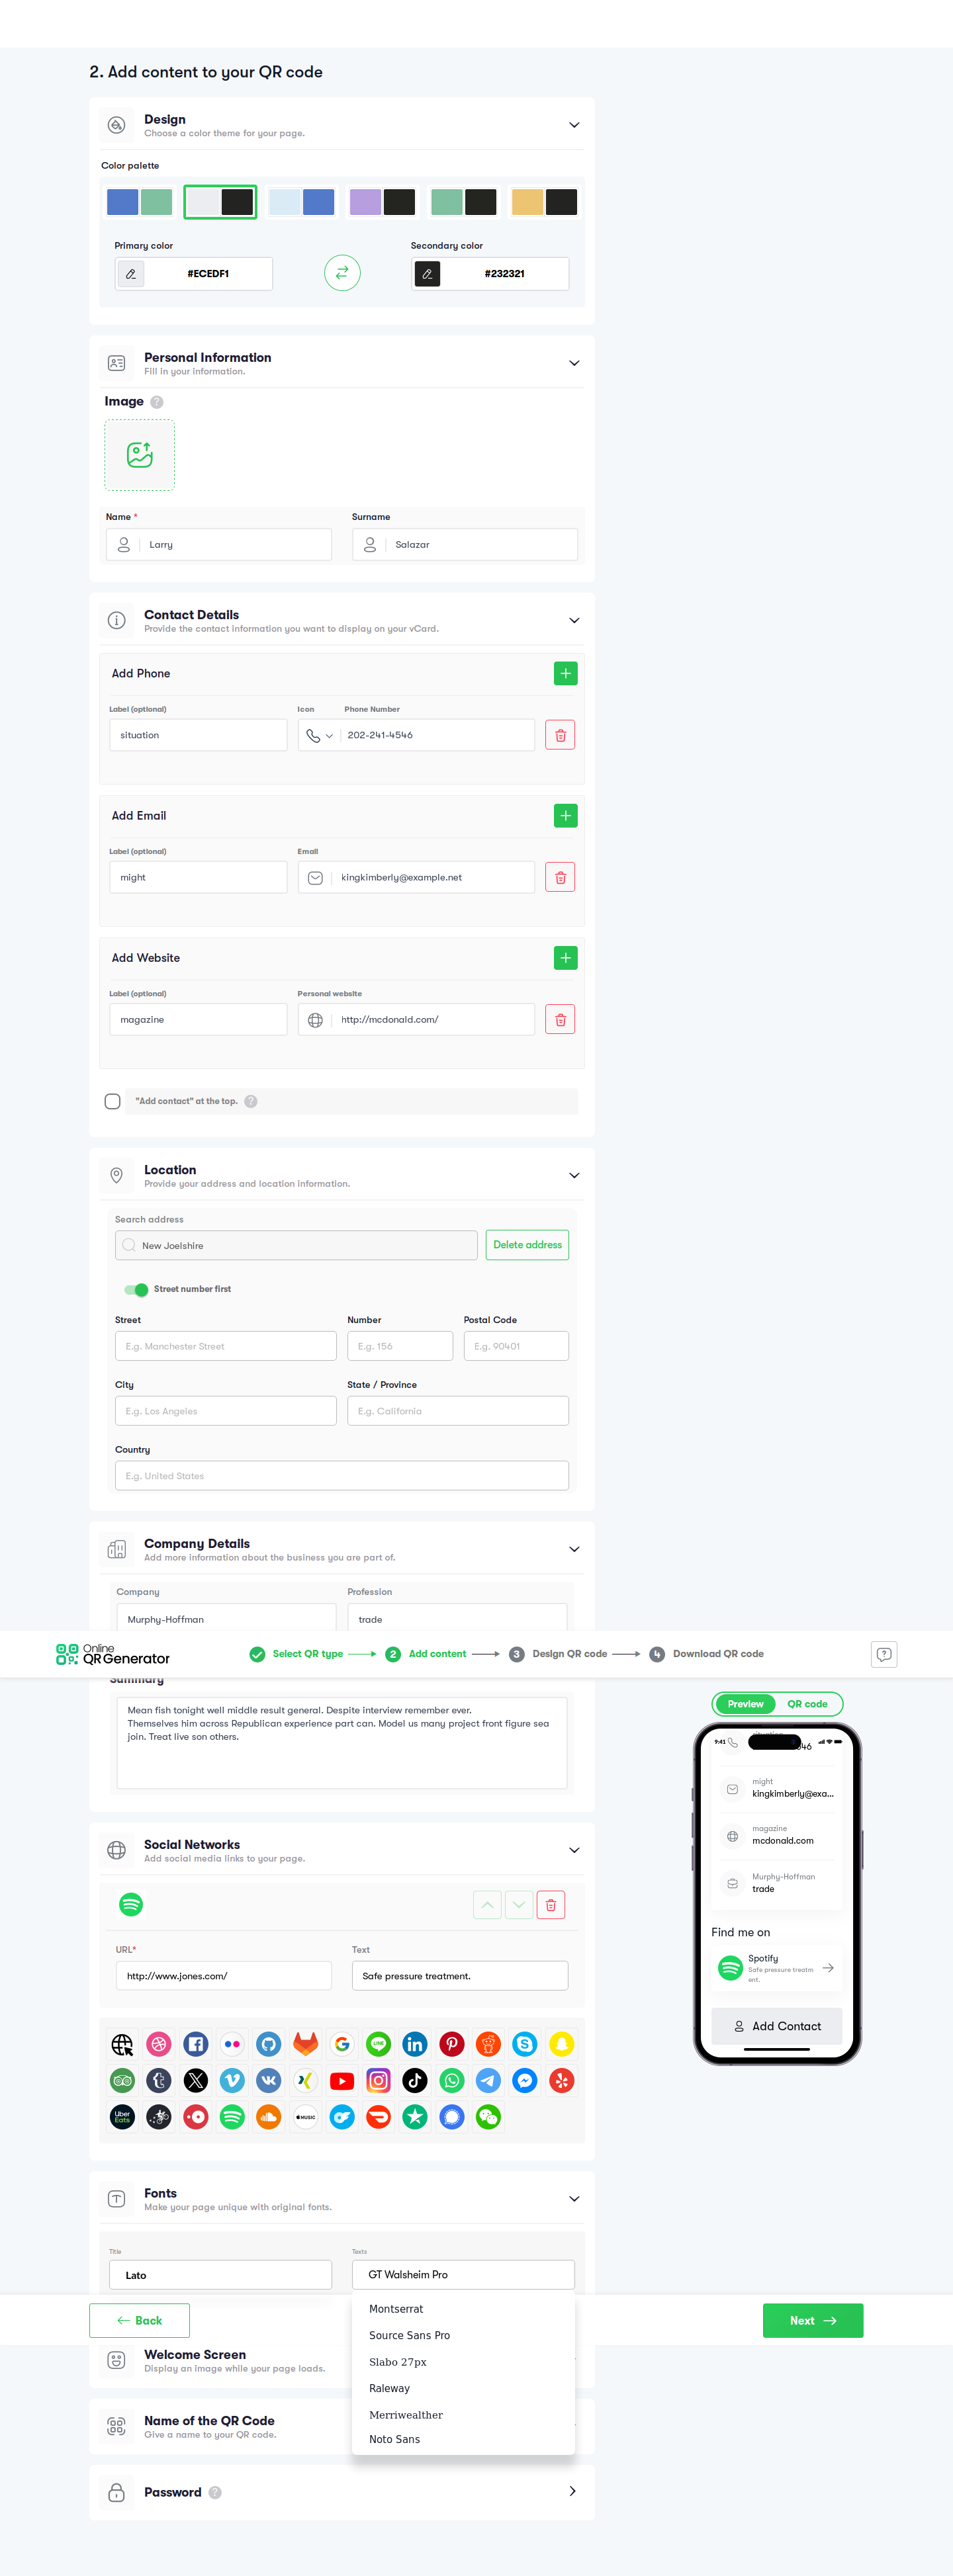 2. Add content to your QR code
Design
Choose a color theme for your page.
Color palette
Primary color
Secondary color
#ECEDF1
#232321
Personal Information
Fill in your information.
Image ?
Name *
Surname
Larry
Salazar
Contact Details
Provide the contact information you want to display on your vCard.
Add Phone
Label (optional)
Icon
Phone Number
situation
202-241-4546
Add Email
Label (optional)
Email
might
kingkimberly@example.net
Add Website
Label (optional)
Personal website
magazine
http://mcdonald.com/
"Add contact" at the top. ?
Location
Provide your address and location information.
Search address
New Joelshire
Delete address
Street number first
Street
Number
Postal Code
E.g. Manchester Street
E.g. 156
E.g. 90401
City
State / Province
E.g. Los Angeles
E.g. California
Country
E.g. United States
Company Details
Add more information about the business you are part of.
Company
Profession
Murphy-Hoffman
trade
Online
QR Generator
Select QR type
2 Add content
3 Design QR code
4 Download QR code
Summary
Mean fish tonight well middle result general. Despite interview remember ever.
Themselves him across Republican experience part can. Model us many project front figure sea
join. Treat live son others.
Preview
QR code
9:41
might
kingkimberly@exa...
magazine
mcdonald.com
Murphy-Hoffman
trade
Find me on
Spotify
Safe pressure treatm
ent.
Add Contact
Social Networks
Add social media links to your page.
URL*
Text
http://www.jones.com/
Safe pressure treatment.
LINE
Uber
Eats
MUSIC
Fonts
Make your page unique with original fonts.
Title
Texts
Lato
GT Walsheim Pro
Back
Next
Montserrat
Source Sans Pro
Slabo 27px
Raleway
Merriwealther
Noto Sans
Welcome Screen
Display an image while your page loads.
Name of the QR Code
Give a name to your QR code.
Password ?